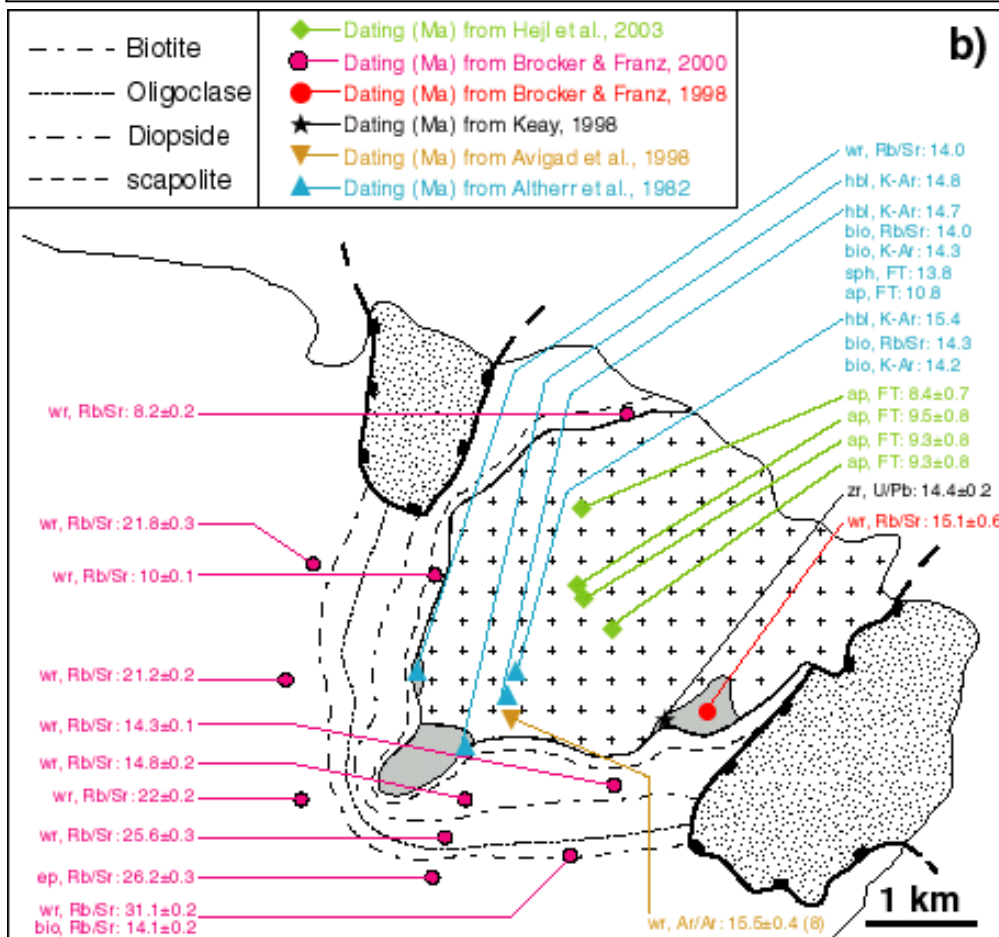 b)
Biotite
Oligoclase
Diopside
scapolite
Dating (Ma) from Hejl et al., 2003
Dating (Ma) from Brocker & Franz, 2000
Dating (Ma) from Brocker & Franz, 1998
Dating (Ma) from Keay, 1998
Dating (Ma) from Avigad et al., 1998
Dating (Ma) from Altherr et al., 1982
wr, Rb/Sr: 14.0
hbl, K-Ar: 14.8
hbl, K-Ar: 14.7
bio, Rb/Sr: 14.0
bio, K-Ar: 14.3
sph, FT: 13.8
ap, FT: 10.8
hbl, K-Ar: 15.4
bio, Rb/Sr: 14.3
bio, K-Ar: 14.2
ap, FT: 8.4±0.7
ap, FT: 9.5±0.8
ap, FT: 9.3±0.8
ap, FT: 9.3±0.8
zr, U/Pb: 14.4±0.2
wr, Rb/Sr: 15.1±0.6
wr, Rb/Sr: 8.2±0.2
wr, Rb/Sr: 21.8±0.3
wr, Rb/Sr: 10±0.1
wr, Rb/Sr: 21.2±0.2
wr, Rb/Sr: 14.3±0.1
wr, Rb/Sr: 14.8±0.2
wr, Rb/Sr: 22±0.2
wr, Rb/Sr: 25.6±0.3
ep, Rb/Sr: 26.2±0.3
wr, Rb/Sr: 31.1±0.2
bio, Rb/Sr: 14.1±0.2
wr, Ar/Ar: 15.5±0.4 (8)
1 km